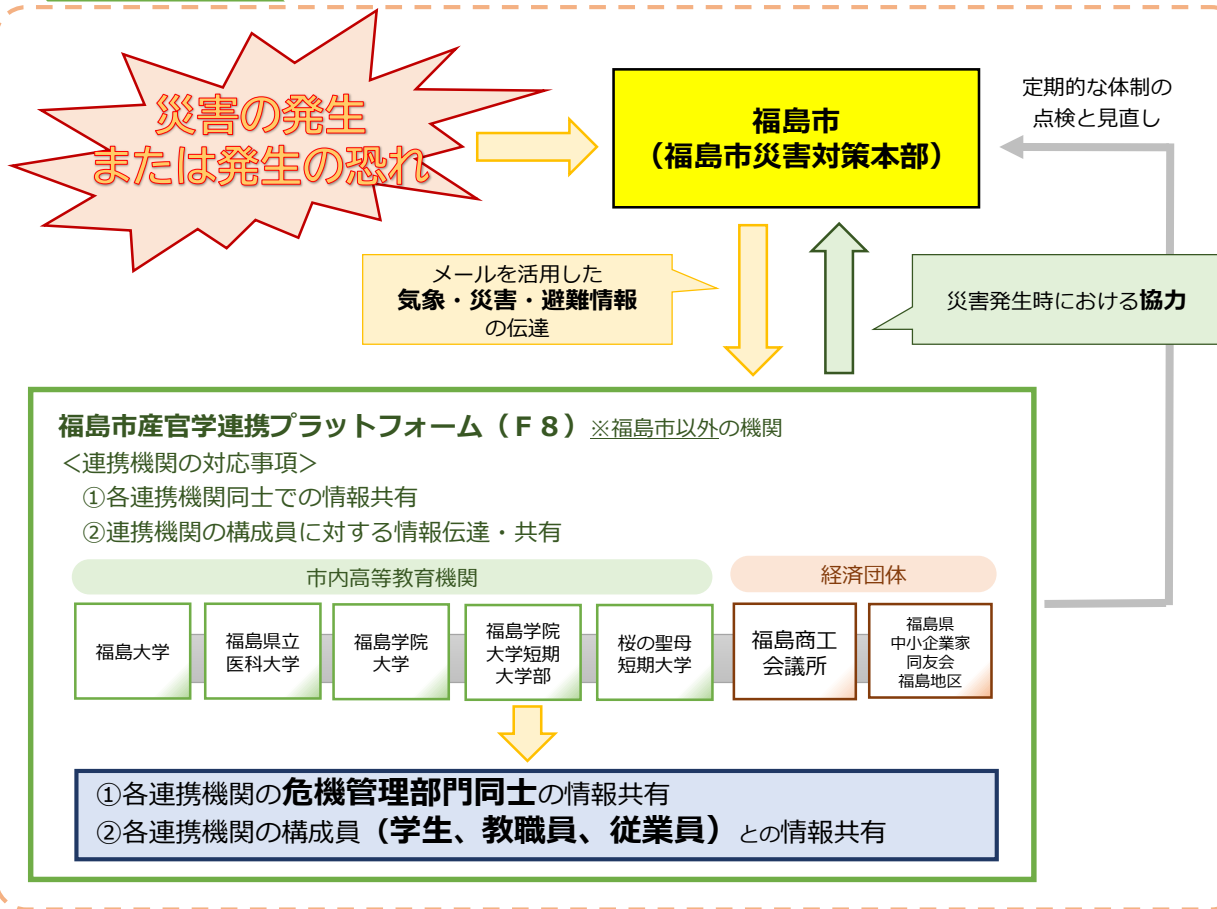 災害の発生
または発生の恐れ
福島市
（福島市災害対策本部）
定期的な体制の
点検と見直し
メールを活用した
気象・災害・避難情報
の伝達
災害発生時における協力
福島市産官学連携プラットフォーム（Ｆ８）※福島市以外の機関
＜連携機関の対応事項＞
①各連携機関同士での情報共有
②連携機関の構成員に対する情報伝達・共有
市内高等教育機関
経済団体
福島大学
福島県立
医科大学
福島学院
大学
福島学院
大学短期
大学部
桜の聖母
短期大学
福島商工
会議所
福島県
中小企業家
同友会
福島地区
①各連携機関の危機管理部門同士の情報共有
②各連携機関の構成員（学生、教職員、従業員）との情報共有